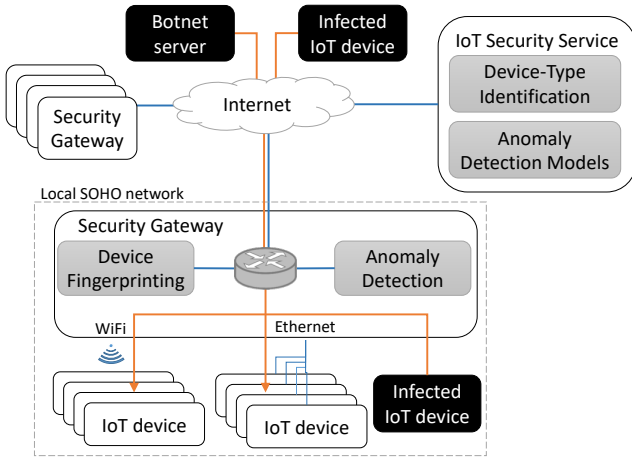 Botnet
server
Infected
IoT device
IoT Security Service
Device-Type
Identification
Anomaly
Detection Models
Internet
Security
Gateway
Local SOHO network
Security Gateway
Device
Fingerprinting
Anomaly
Detection
WiFi
Ethernet
IoT device
IoT device
Infected
IoT device